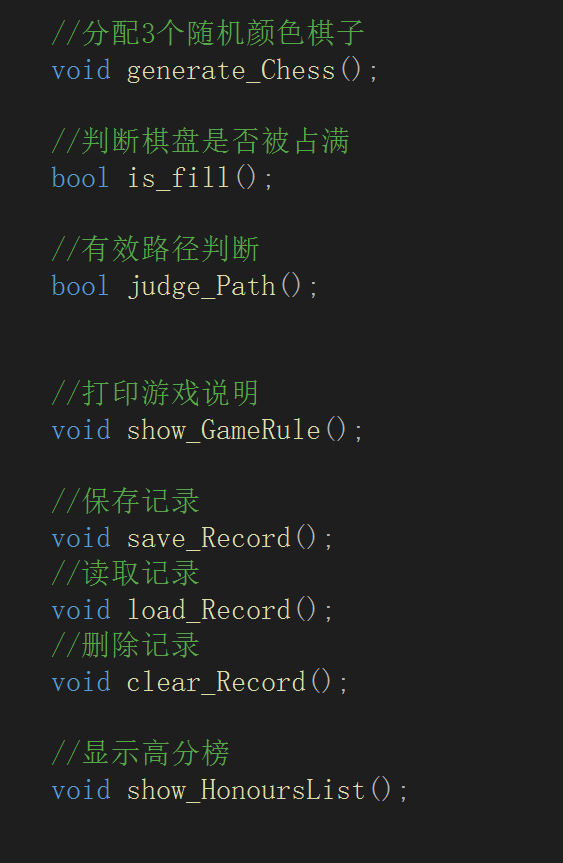 //分配3个随机颜色棋子
void generate_Chess();
//判断棋盘是否被占满
bool is_fill();
//有效路径判断
bool judge_Path();
//打印游戏说明
void show_GameRule();
//保存记录
void save_Record();
//读取记录
void load_Record();
//删除记录
void clear_Record();
//显示高分榜
void show_HonoursList();